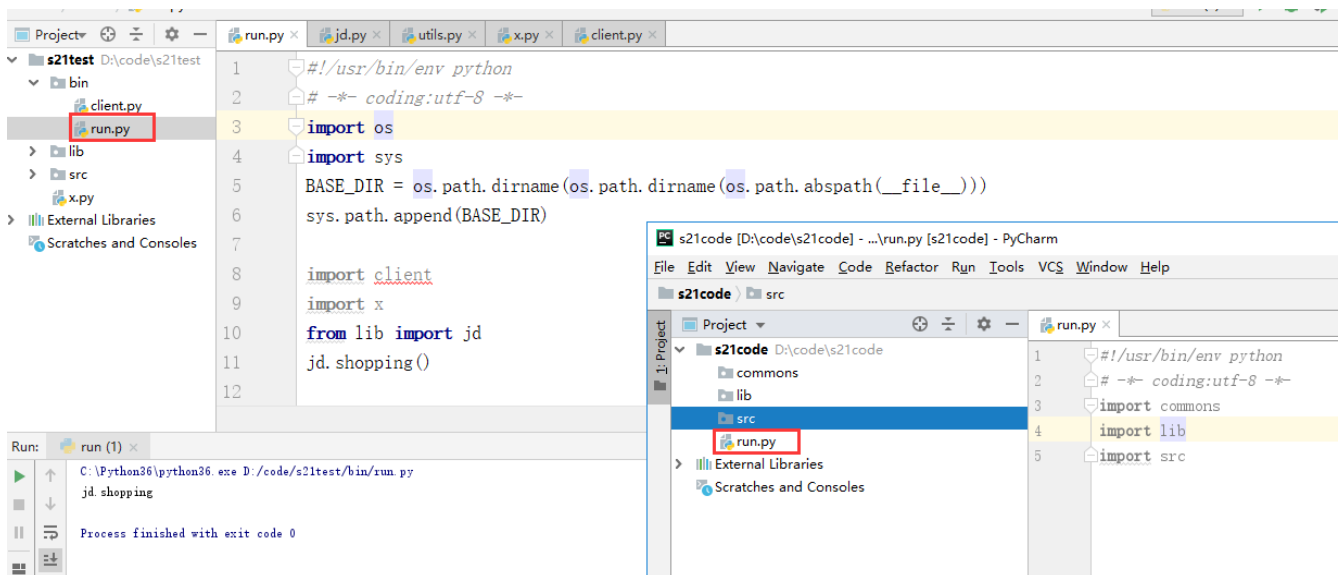 Project
run.py
jd.py
utils.py
x.py
client.py
s21test D:\code\s21test
bin
client.py
run.py
lib
src
x.py
External Libraries
Scratches and Consoles
1 #!/usr/bin/env python
2 # -*- coding:utf-8 -*-
3 import os
4 import sys
5 BASE_DIR = os.path.dirname(os.path.dirname(os.path.abspath(__file__)))
6 sys.path.append(BASE_DIR)
7
8 import client
9 import x
10 from lib import jd
11 jd.shopping()
12
Run: run (1)
C:\Python36\python36.exe D:/code/s21test/bin/run.py
jd.shopping
Process finished with exit code 0
PC s21code [D:\code\s21code] - ...\run.py [s21code] - PyCharm
File Edit View Navigate Code Refactor Run Tools VCS Window Help
s21code src
1: Project
Project
run.py
s21code D:\code\s21code
commons
lib
src
run.py
External Libraries
Scratches and Consoles
1 #!/usr/bin/env python
2 # -*- coding:utf-8 -*-
3 import commons
4 import lib
5 import src